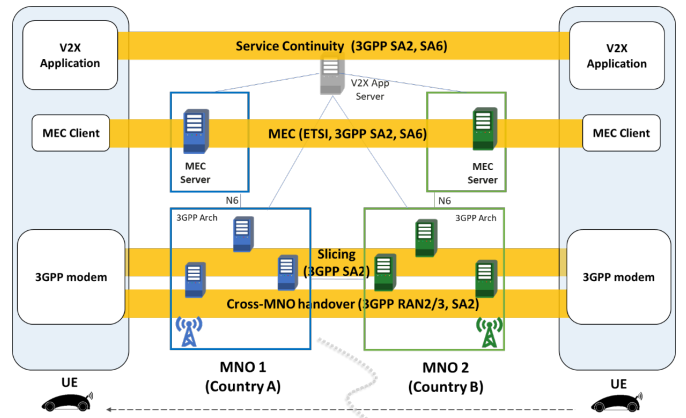 V2X
Application
Service Continuity (3GPP SA2, SA6)
V2X
Application
V2X App
Server
MEC Client
MEC (ETSI, 3GPP SA2, SA6)
MEC Client
MEC
Server
MEC
Server
N6
N6
3GPP Arch
3GPP Arch
3GPP modem
Slicing
(3GPP SA2)
3GPP modem
Cross-MNO handover (3GPP RAN2/3, SA2)
MNO 1
(Country A)
MNO 2
(Country B)
UE
UE